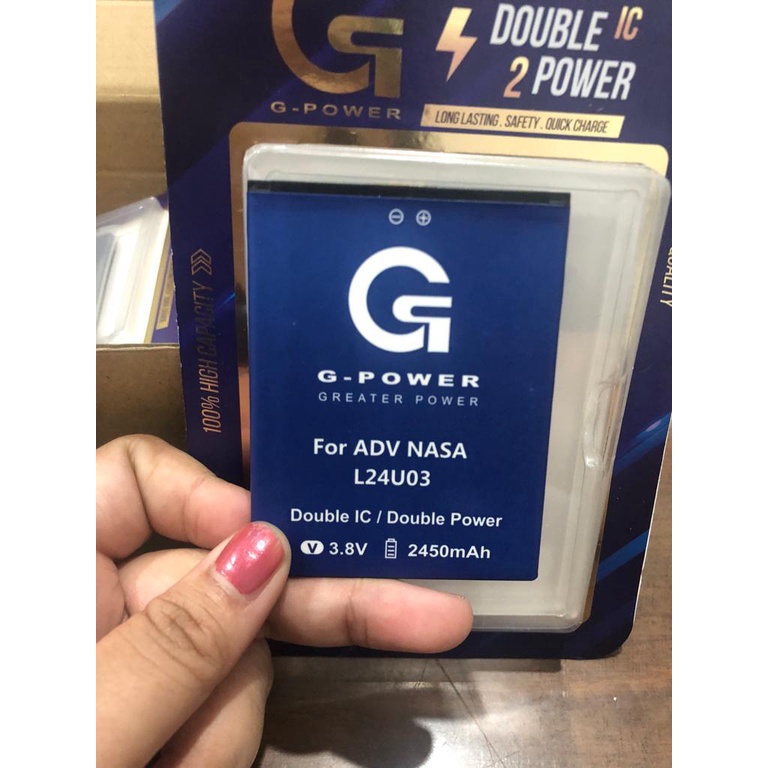 G-POWER
DOUBLE IC
2 POWER
LONG LASTING . SAFETY . QUICK CHARGE
100% HIGH CAPACITY
QUALITY
G-POWER
GREATER POWER
For ADV NASA
L24U03
Double IC / Double Power
V 3.8V 2450mAh